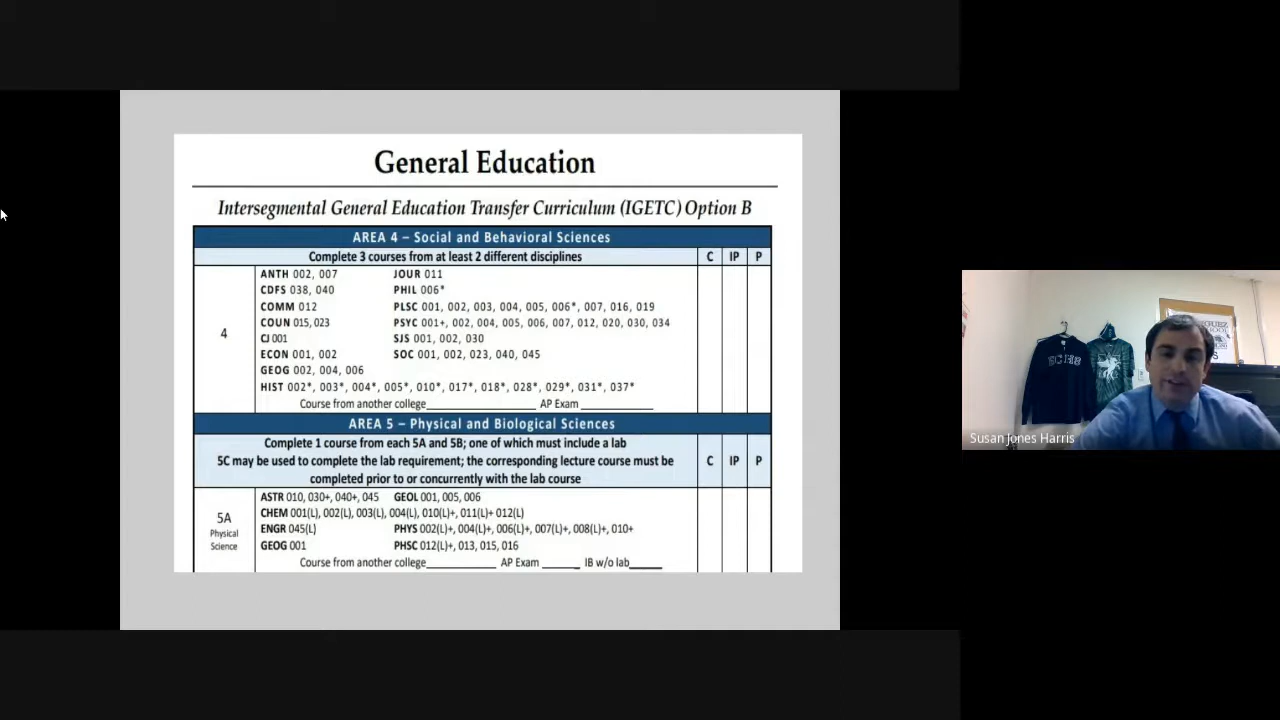 General Education
Intersegmental General Education Transfer Curriculum (IGETC) Option B
AREA 4 – Social and Behavioral Sciences
Complete 3 courses from at least 2 different disciplines C IP P
4
ANTH 002, 007 JOUR 011
CDFS 038, 040 PHIL 006*
COMM 012 PLSC 001, 002, 003, 004, 005, 006*, 007, 016, 019
COUN 015, 023 PSYC 001+, 002, 004, 005, 006, 007, 012, 020, 030, 034
CJ 001 SJS 001, 002, 030
ECON 001, 002 SOC 001, 002, 023, 040, 045
GEOG 002, 004, 006
HIST 002*, 003*, 004*, 005*, 010*, 017*, 018*, 028*, 029*, 031*, 037*
Course from another college AP Exam
AREA 5 – Physical and Biological Sciences
Complete 1 course from each 5A and 5B; one of which must include a lab
5C may be used to complete the lab requirement; the corresponding lecture course must be C IP P
completed prior to or concurrently with the lab course
5A
Physical
Science
ASTR 010, 030+, 040+, 045 GEOL 001, 005, 006
CHEM 001(L), 002(L), 003(L), 004(L), 010(L)+, 011(L)+ 012(L)
ENGR 045(L) PHYS 002(L)+, 004(L)+, 006(L)+, 007(L)+, 008(L)+, 010+
GEOG 001 PHSC 012(L)+, 013, 015, 016
Course from another college AP Exam IB w/o lab
Susan Jones Harris